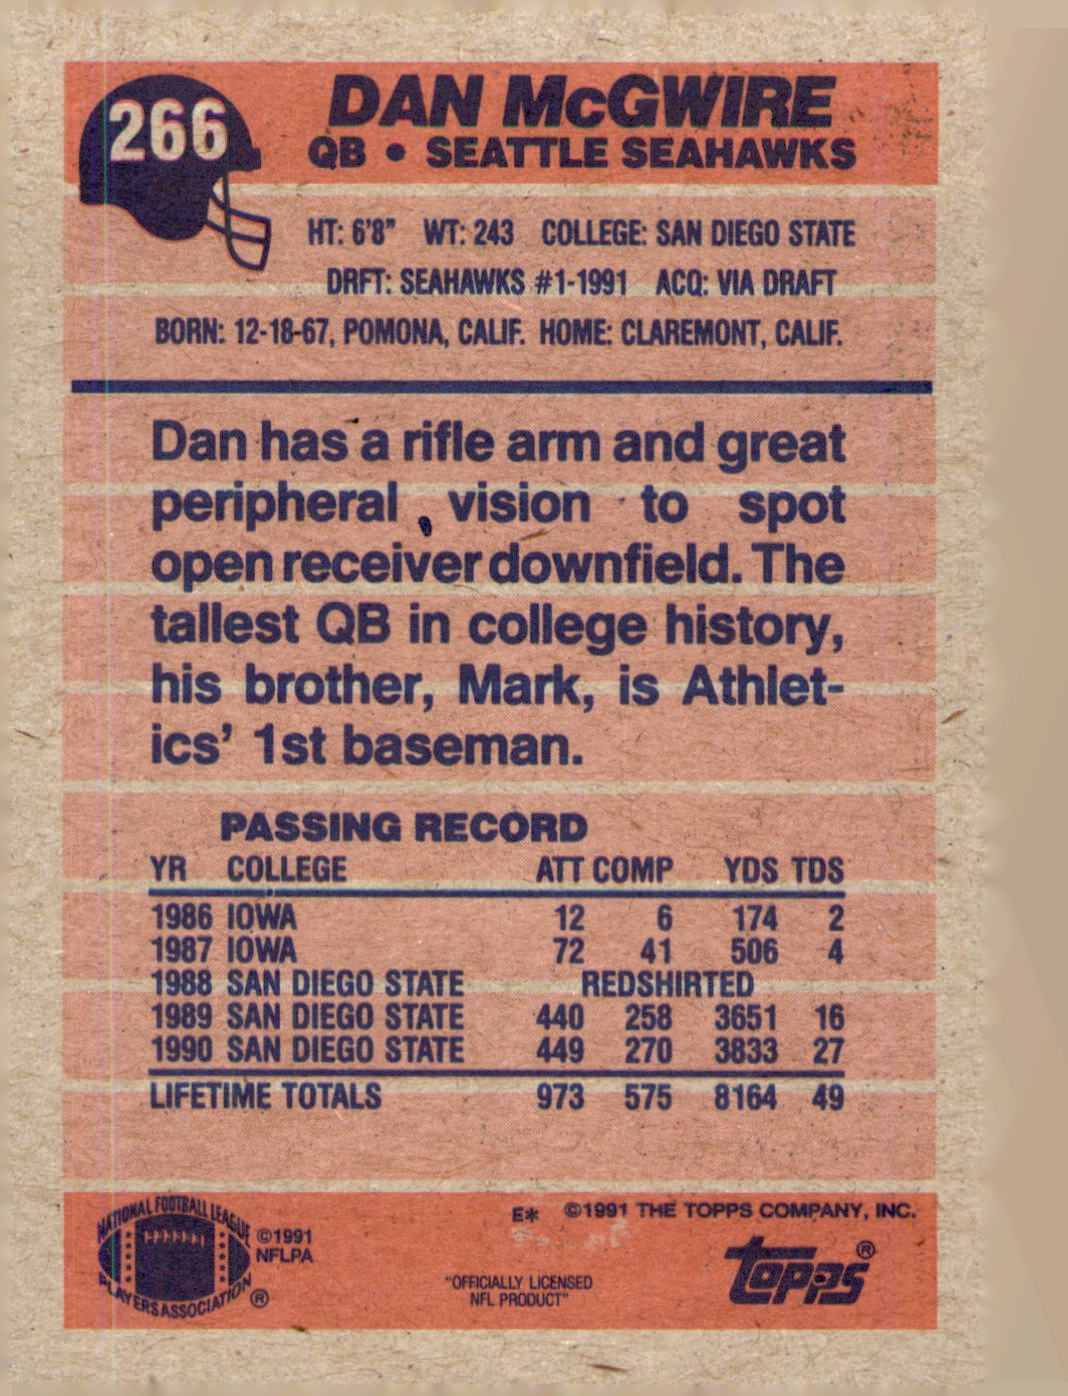 266
DAN McGWIRE
QB • SEATTLE SEAHAWKS
HT: 6'8" WT: 243 COLLEGE: SAN DIEGO STATE
DRFT: SEAHAWKS #1-1991 ACQ: VIA DRAFT
BORN: 12-18-67, POMONA, CALIF. HOME: CLAREMONT, CALIF.
Dan has a rifle arm and great
peripheral vision to spot
open receiver downfield. The
tallest QB in college history,
his brother, Mark, is Athlet-
ics' 1st baseman.
PASSING RECORD
YR COLLEGE ATT COMP YDS TDS
1986 IOWA 12 6 174 2
1987 IOWA 72 41 506 4
1988 SAN DIEGO STATE REDSHIRTED
1989 SAN DIEGO STATE 440 258 3651 16
1990 SAN DIEGO STATE 449 270 3833 27
LIFETIME TOTALS 973 575 8164 49
NATIONAL FOOTBALL LEAGUE
PLAYERS ASSOCIATION ®
©1991
NFLPA
E* ©1991 THE TOPPS COMPANY, INC.
"OFFICIALLY LICENSED
NFL PRODUCT"
topps®